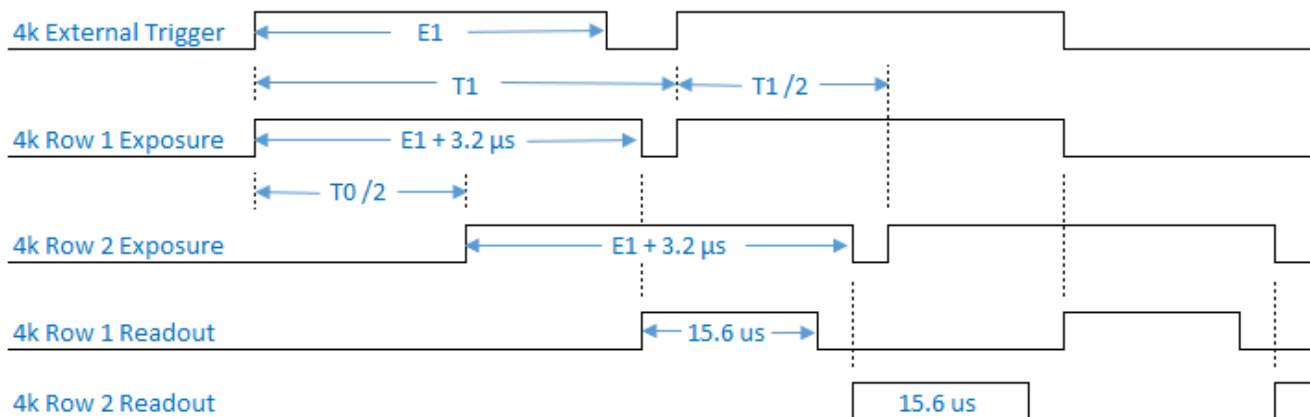 4k External Trigger
E1
T1
T1 /2
4k Row 1 Exposure
E1 + 3.2 µs
T0 /2
4k Row 2 Exposure
E1 + 3.2 µs
4k Row 1 Readout
15.6 us
4k Row 2 Readout
15.6 us